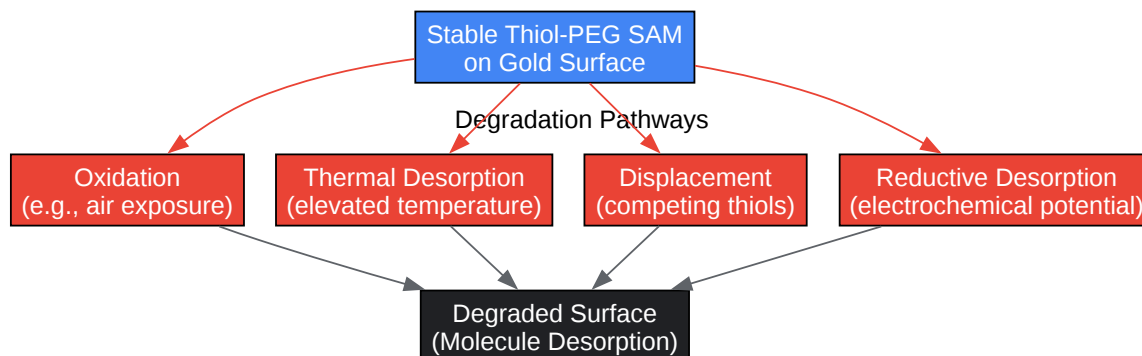 Stable Thiol-PEG SAM
on Gold Surface
Degradation Pathways
Oxidation
(e.g., air exposure)
Thermal Desorption
(elevated temperature)
Displacement
(competing thiols)
Reductive Desorption
(electrochemical potential)
Degraded Surface
(Molecule Desorption)